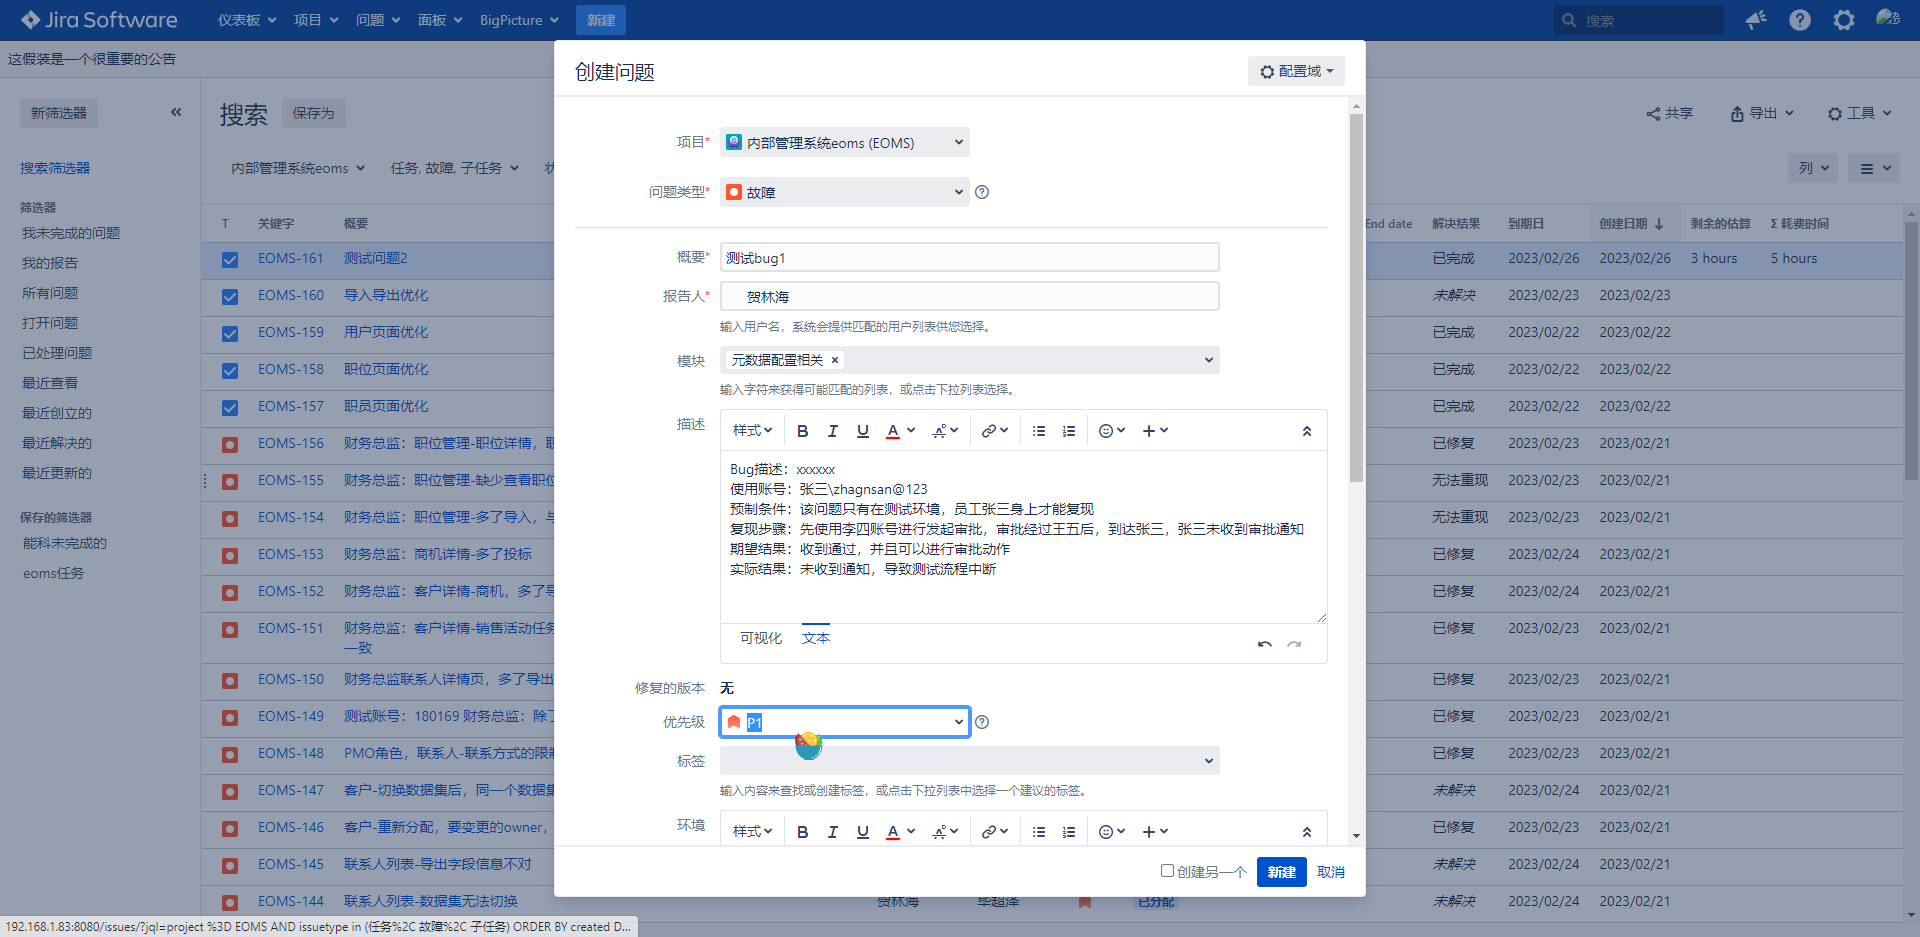 Jira Software 仪表板 项目 问题 面板 BigPicture 新建 搜索
这假装是一个很重要的公告
新筛选器
搜索筛选器
筛选器
我未完成的问题
我的报告
所有问题
打开问题
已处理问题
最近查看
最近创立的
最近解决的
最近更新的
保存的筛选器
能科未完成的
eoms任务
搜索 保存为 共享 导出 工具
内部管理系统eoms 任务, 故障, 子任务 列
T 关键字 概要 End date 解决结果 到期日 创建日期 剩余的估算 Σ 耗费时间
EOMS-161 测试问题2 已完成 2023/02/26 2023/02/26 3 hours 5 hours
EOMS-160 导入导出优化 未解决 2023/02/23 2023/02/23
EOMS-159 用户页面优化 已完成 2023/02/22 2023/02/22
EOMS-158 职位页面优化 已完成 2023/02/22 2023/02/22
EOMS-157 职员页面优化 已完成 2023/02/22 2023/02/22
EOMS-156 财务总监：职位管理-职位详情， 已修复 2023/02/23 2023/02/21
EOMS-155 财务总监：职位管理-缺少查看职位 无法重现 2023/02/23 2023/02/21
EOMS-154 财务总监：职位管理-多了导入， 无法重现 2023/02/23 2023/02/21
EOMS-153 财务总监：商机详情-多了投标 已修复 2023/02/24 2023/02/21
EOMS-152 财务总监：客户详情-商机，多了导 已修复 2023/02/24 2023/02/21
EOMS-151 财务总监：客户详情-销售活动任务 已修复 2023/02/23 2023/02/21
一致
EOMS-150 财务总监联系人详情页，多了导出 已修复 2023/02/23 2023/02/21
EOMS-149 测试账号：180169 财务总监：除了 已修复 2023/02/23 2023/02/21
EOMS-148 PMO角色，联系人-联系方式的限制 已修复 2023/02/24 2023/02/21
EOMS-147 客户-切换数据集后，同一个数据集 未解决 2023/02/24 2023/02/21
EOMS-146 客户-重新分配，要变更的owner， 已修复 2023/02/23 2023/02/21
EOMS-145 联系人列表-导出字段信息不对 未解决 2023/02/24 2023/02/21
EOMS-144 联系人列表-数据集无法切换 贺林海 毕超泽 已分配 未解决 2023/02/24 2023/02/21
创建问题 配置域
项目* 内部管理系统eoms (EOMS)
问题类型* 故障
概要* 测试bug1
报告人* 贺林海
输入用户名，系统会提供匹配的用户列表供您选择。
模块 元数据配置相关 ×
输入字符来获得可能匹配的列表，或点击下拉列表选择。
描述 样式 B I U A
Bug描述：xxxxxx
使用账号：张三\zhagnsan@123
预制条件：该问题只有在测试环境，员工张三身上才能复现
复现步骤：先使用李四账号进行发起审批，审批经过王五后，到达张三，张三未收到审批通知
期望结果：收到通过，并且可以进行审批动作
实际结果：未收到通知，导致测试流程中断
可视化 文本
修复的版本 无
优先级 P1
标签
输入内容来查找或创建标签，或点击下拉列表中选择一个建议的标签。
环境 样式 B I U A
创建另一个 新建 取消
192.168.1.83:8080/issues/?jql=project %3D EOMS AND issuetype in (任务%2C 故障%2C 子任务) ORDER BY created D...